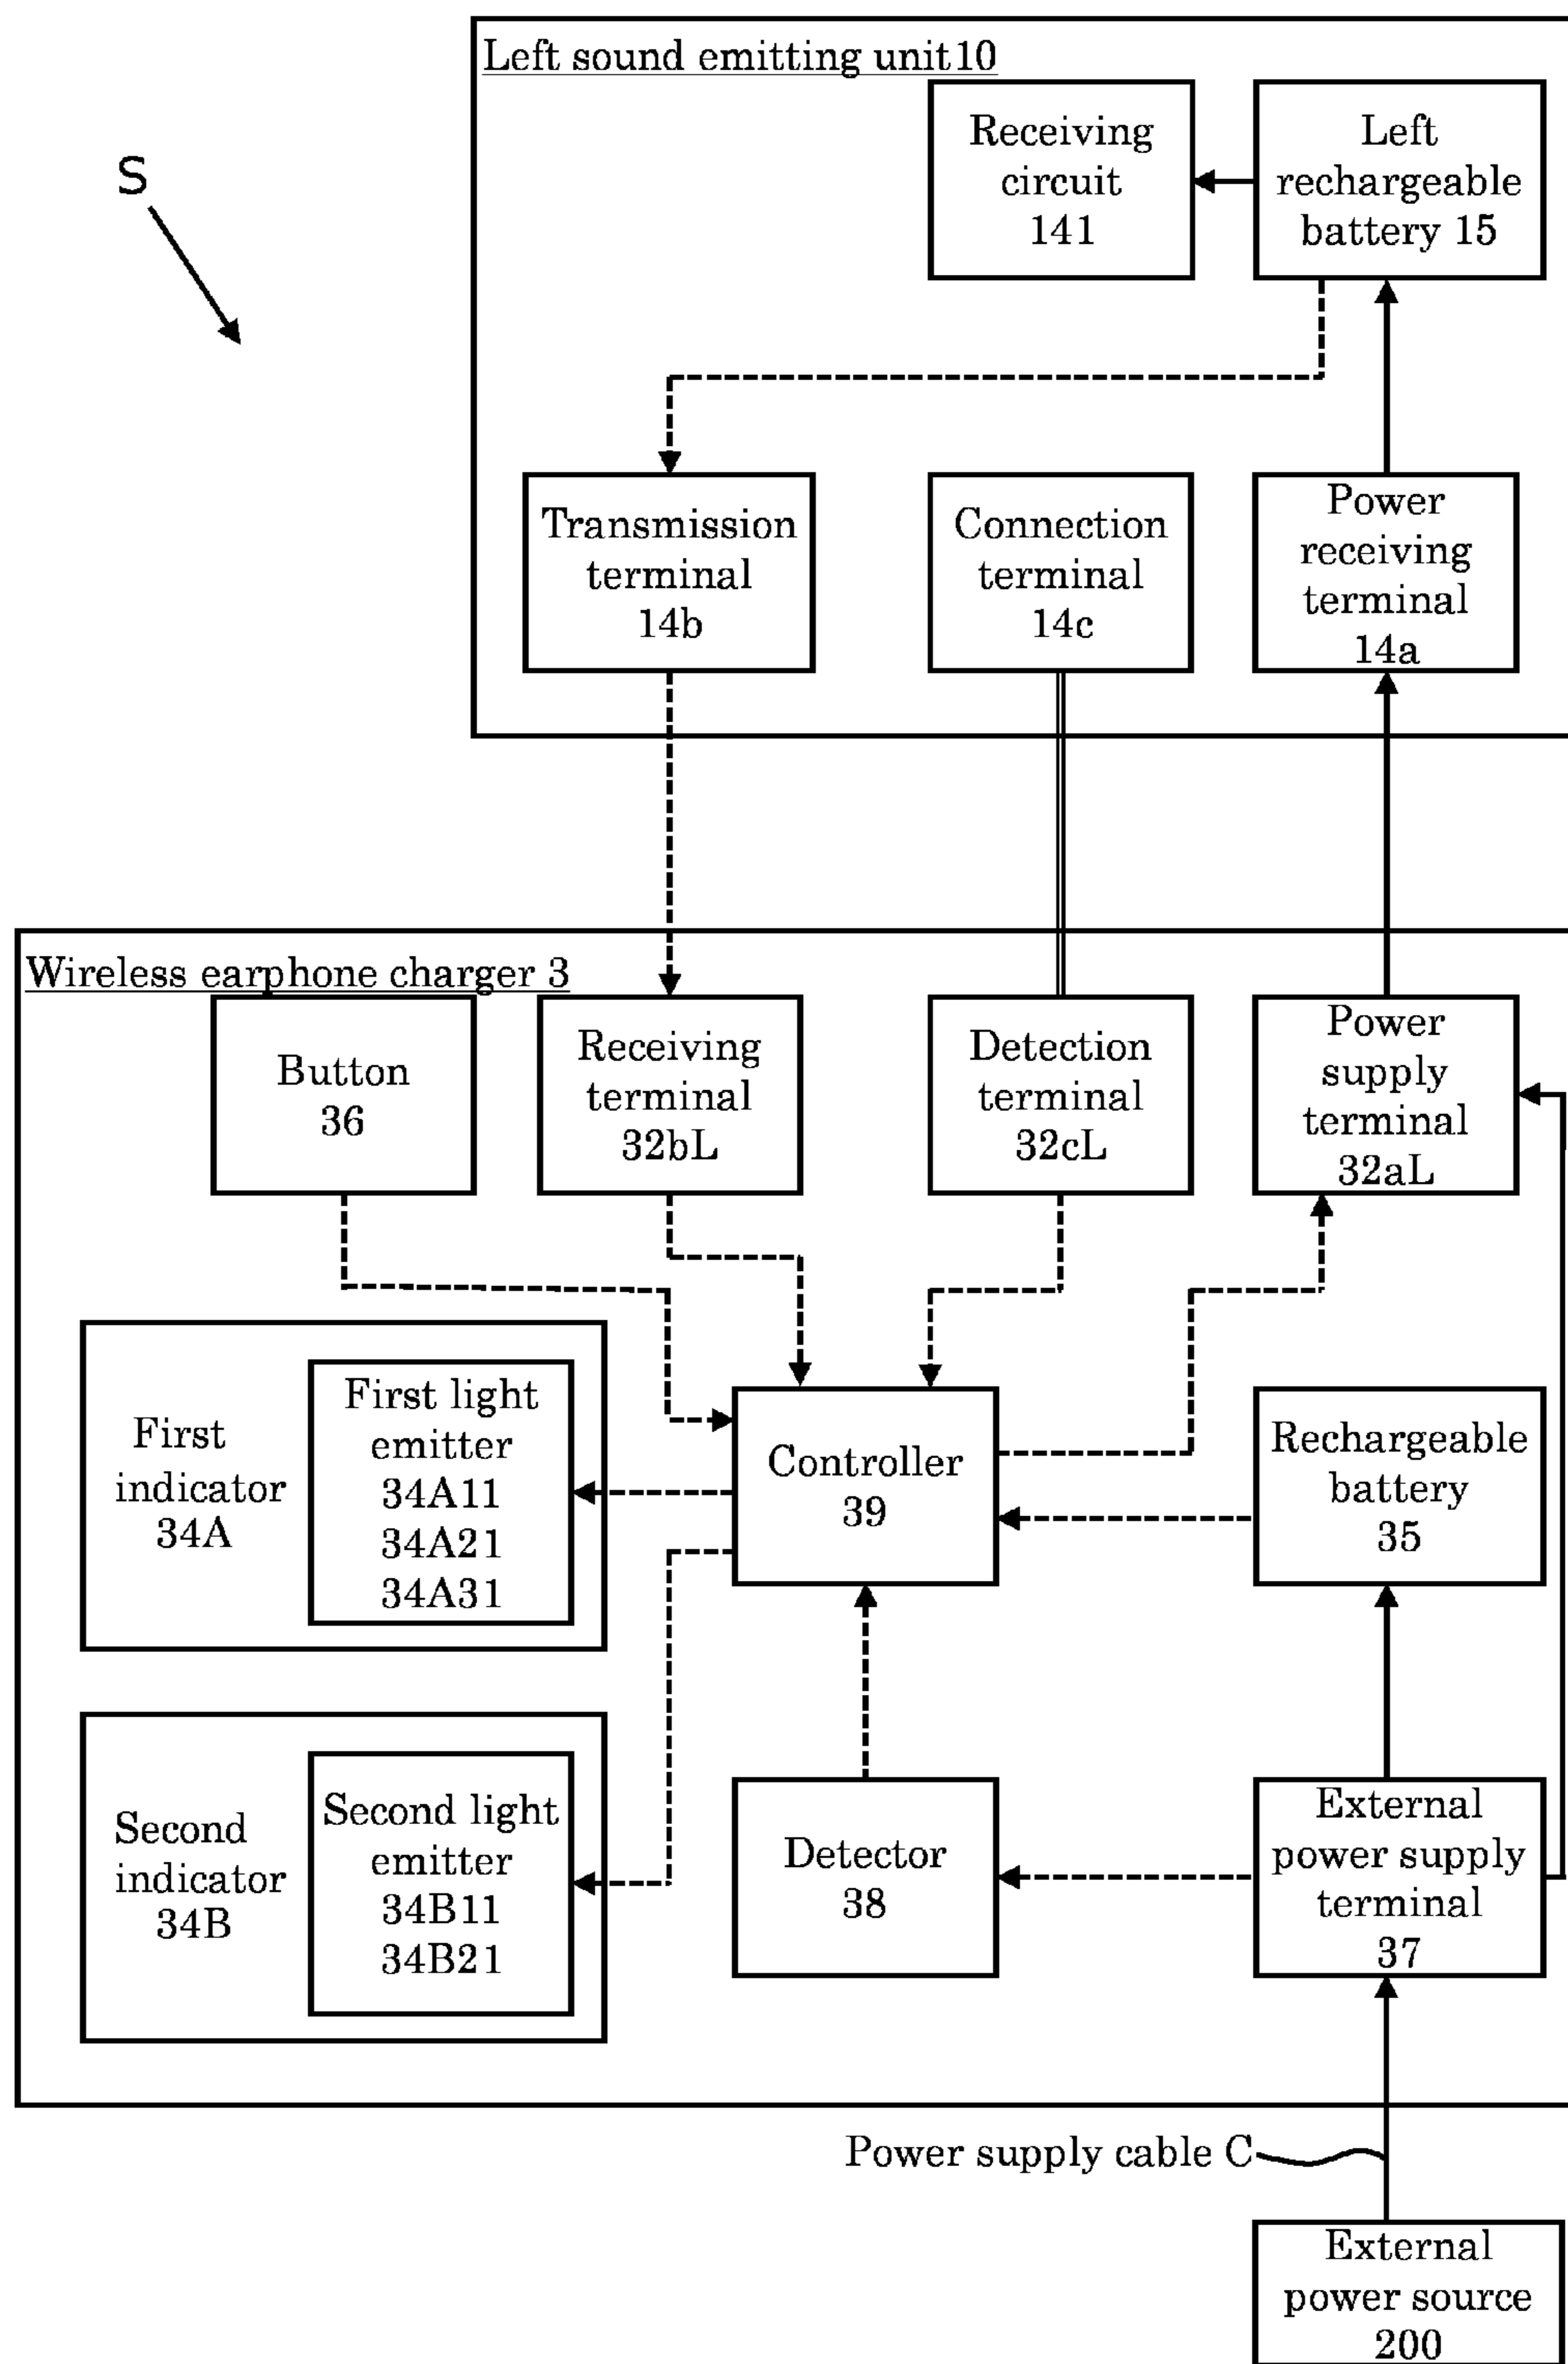 S
Left sound emitting unit10
Receiving
circuit
141
Left
rechargeable
battery 15
Transmission
terminal
14b
Connection
terminal
14c
Power
receiving
terminal
14a
Wireless earphone charger 3
Button
36
Receiving
terminal
32bL
Detection
terminal
32cL
Power
supply
terminal
32aL
First
indicator
34A
First light
emitter
34A11
34A21
34A31
Controller
39
Rechargeable
battery
35
Second
indicator
34B
Second light
emitter
34B11
34B21
Detector
38
External
power supply
terminal
37
Power supply cable C
External
power source
200